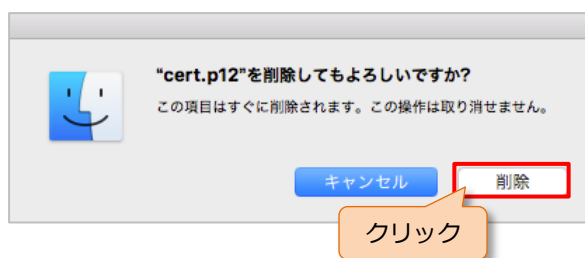 “cert.p12”を削除してもよろしいですか?
この項目はすぐに削除されます。この操作は取り消せません。
キャンセル
削除
クリック